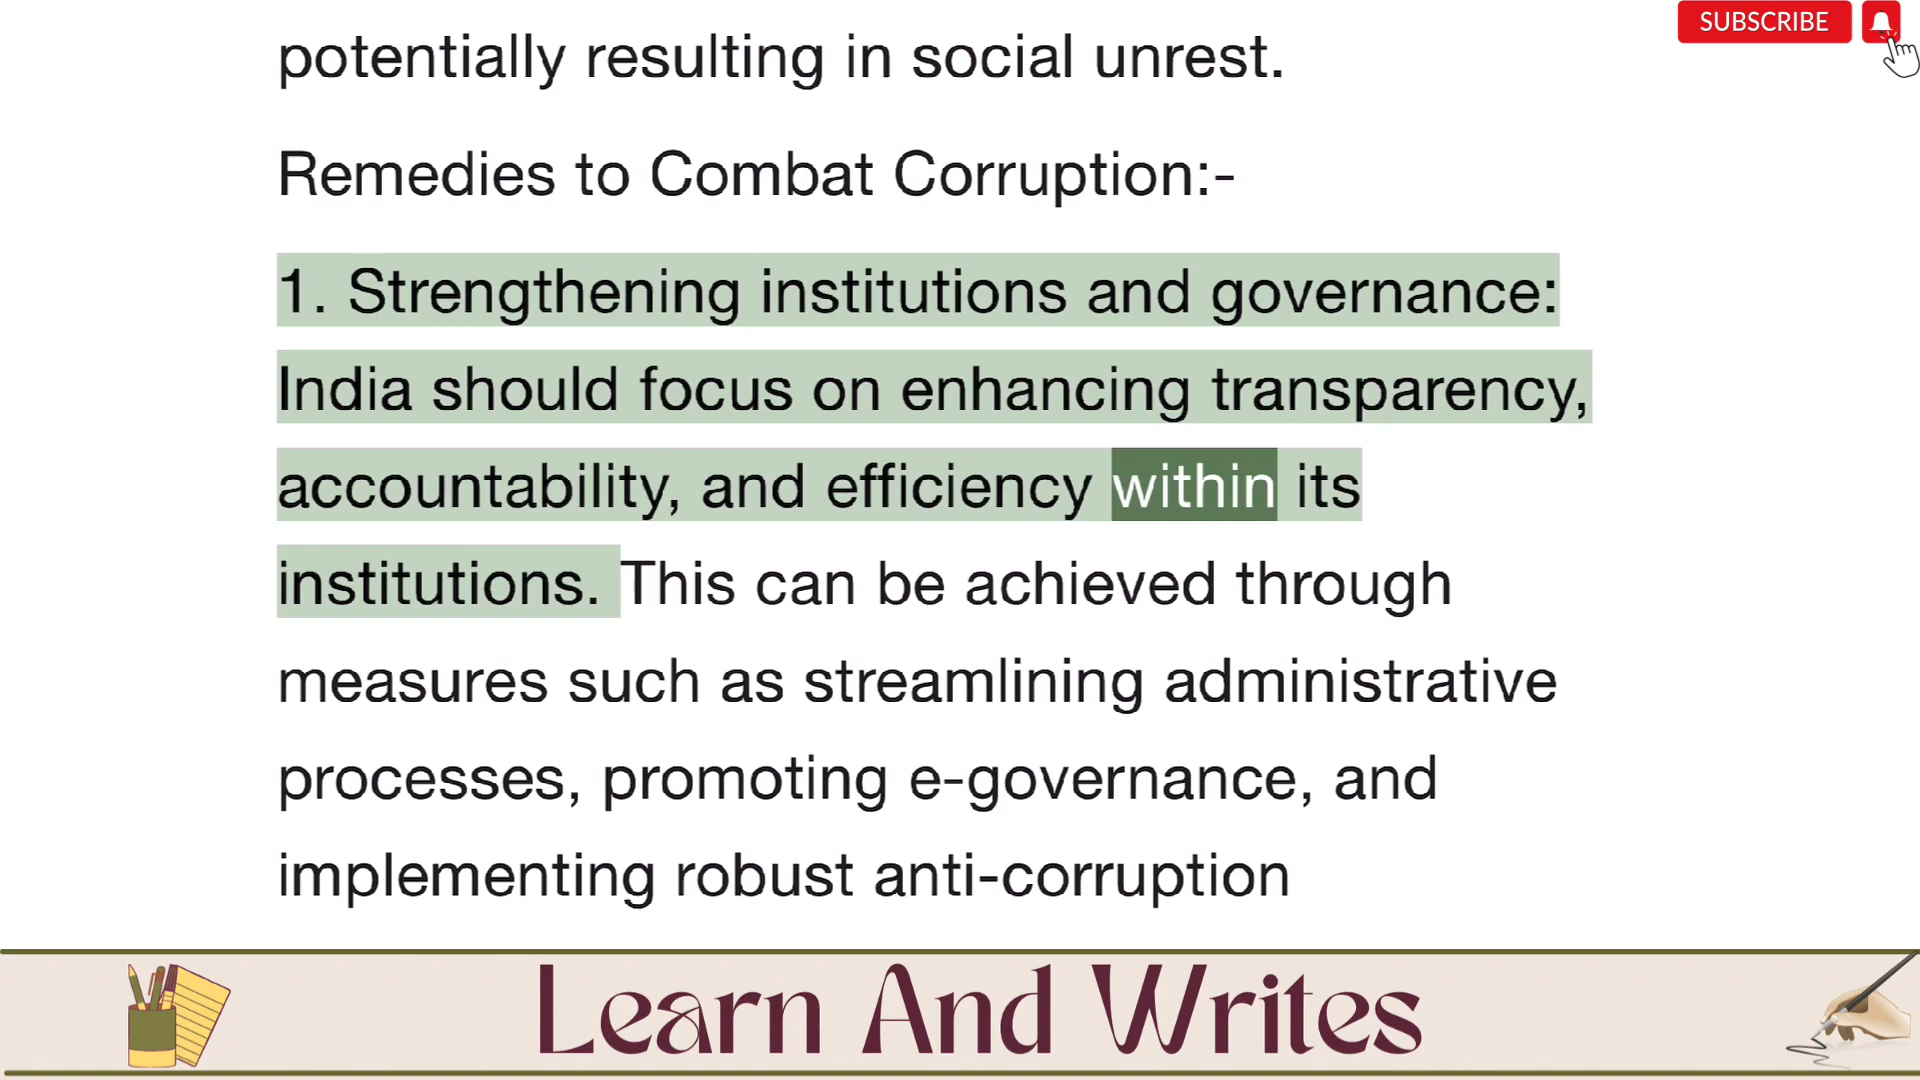 SUBSCRIBE
potentially resulting in social unrest.
Remedies to Combat Corruption:-
1. Strengthening institutions and governance:
India should focus on enhancing transparency,
accountability, and efficiency within its
institutions. This can be achieved through
measures such as streamlining administrative
processes, promoting e-governance, and
implementing robust anti-corruption
Learn And Writes